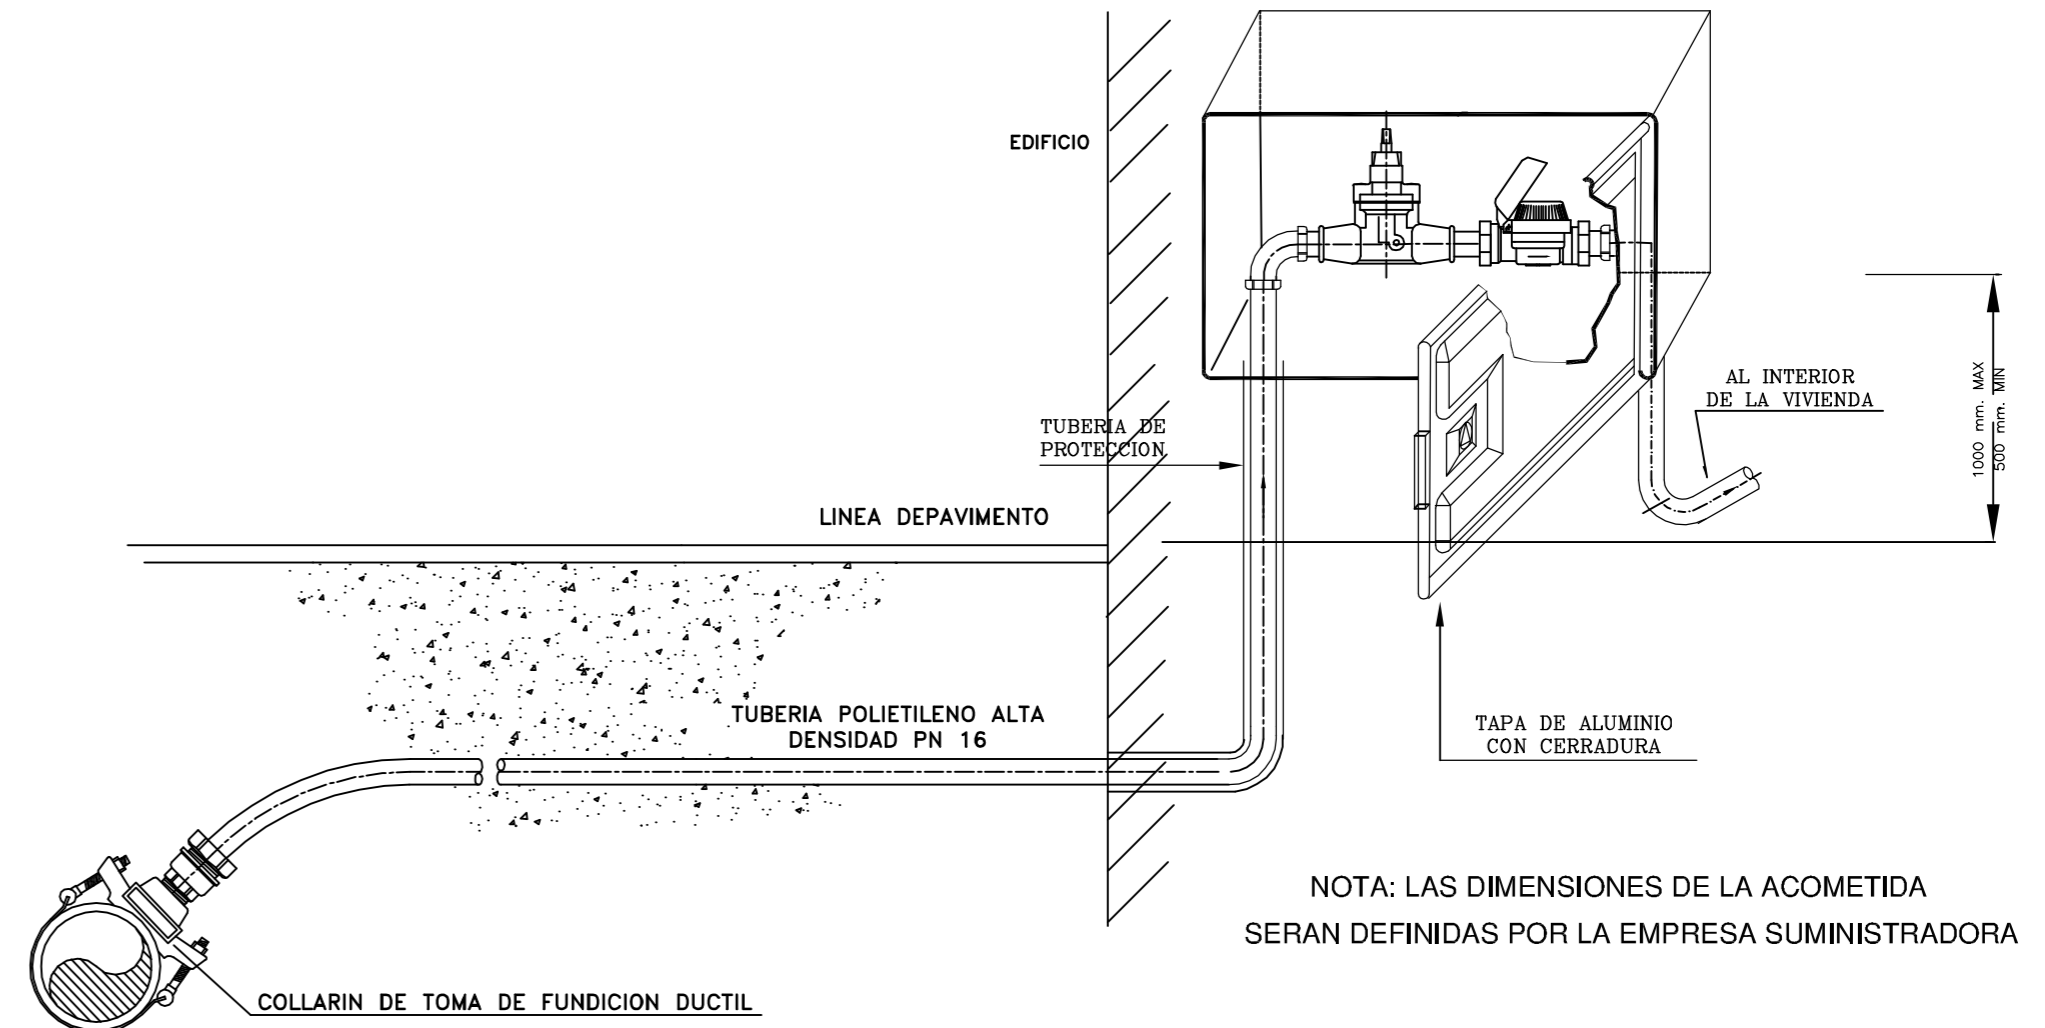 EDIFICIO
AL INTERIOR
DE LA VIVIENDA
1000 mm. MAX
500 mm. MIN
TUBERIA DE
PROTECCION
LINEA DEPAVIMENTO
TUBERIA POLIETILENO ALTA
DENSIDAD PN 16
TAPA DE ALUMINIO
CON CERRADURA
NOTA: LAS DIMENSIONES DE LA ACOMETIDA
SERAN DEFINIDAS POR LA EMPRESA SUMINISTRADORA
COLLARIN DE TOMA DE FUNDICION DUCTIL